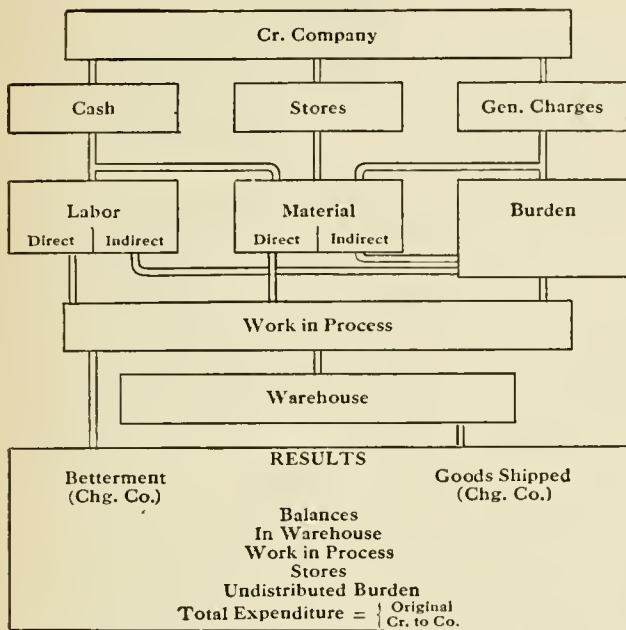 Cr. Company
Cash Stores Gen. Charges
Labor Material Burden
Direct Indirect Direct Indirect
Work in Process
Warehouse
RESULTS
Betterment Goods Shipped
(Chg. Co.) (Chg. Co.)
Balances
In Warehouse
Work in Process
Stores
Undistributed Burden
Total Expenditure = { Original
Cr. to Co.